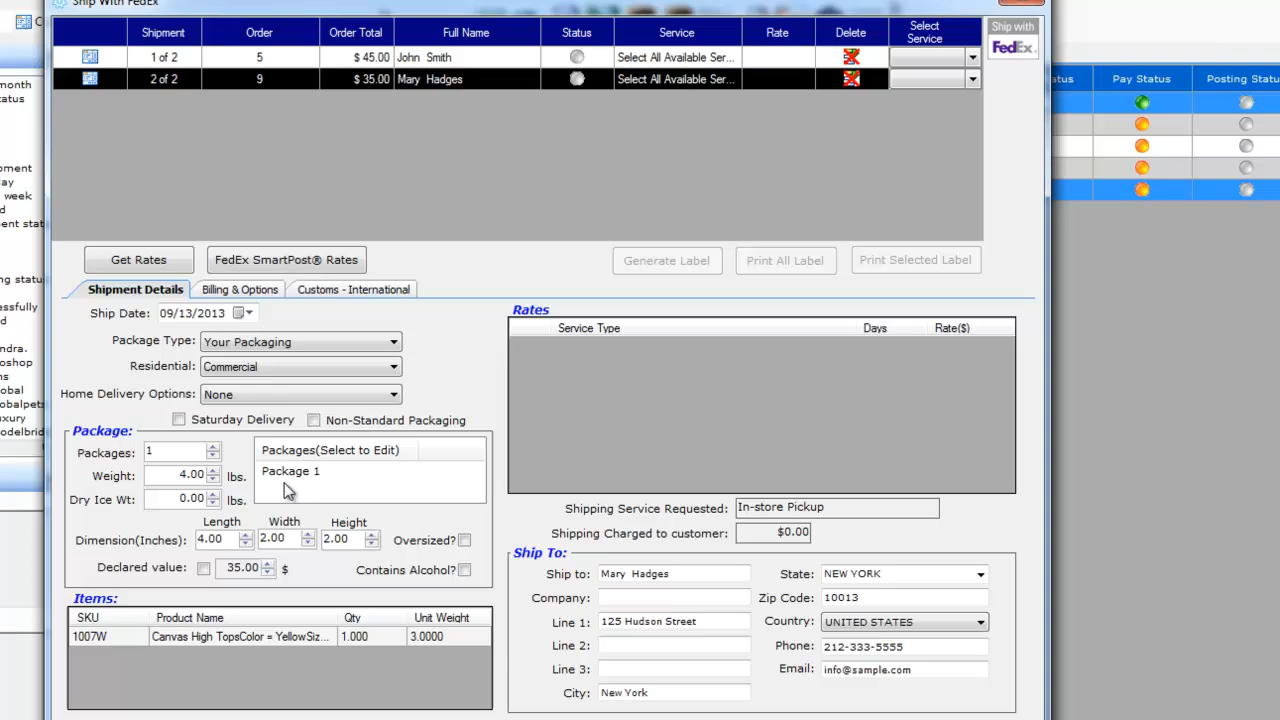 Ship With FedEx
Shipment Order Order Total Full Name Status Service Rate Delete Select Service
1 of 2 5 $ 45.00 John Smith Select All Available Ser...
2 of 2 9 $ 35.00 Mary Hadges Select All Available Ser...
Ship with
FedEx
Pay Status Posting Statu
month
status
pment
day
week
d
ent stat
ng status
essfully
d
ndra.
toshop
ns
obal
obalpets
uxury
odelbrid
Get Rates FedEx SmartPost® Rates Generate Label Print All Label Print Selected Label
Shipment Details Billing & Options Customs - International
Ship Date: 09/13/2013
Package Type: Your Packaging
Residential: Commercial
Home Delivery Options: None
Saturday Delivery Non-Standard Packaging
Package:
Packages: 1
Weight: 4.00 lbs.
Dry Ice Wt: 0.00 lbs.
Packages(Select to Edit)
Package 1
Length Width Height
Dimension(Inches): 4.00 2.00 2.00 Oversized?
Declared value: 35.00 $ Contains Alcohol?
Items:
SKU Product Name Qty Unit Weight
1007W Canvas High TopsColor = YellowSiz... 1.000 3.0000
Rates
Service Type Days Rate($)
Shipping Service Requested: In-store Pickup
Shipping Charged to customer: $0.00
Ship To:
Ship to: Mary Hadges State: NEW YORK
Company: Zip Code: 10013
Line 1: 125 Hudson Street Country: UNITED STATES
Line 2: Phone: 212-333-5555
Line 3: Email: info@sample.com
City: New York